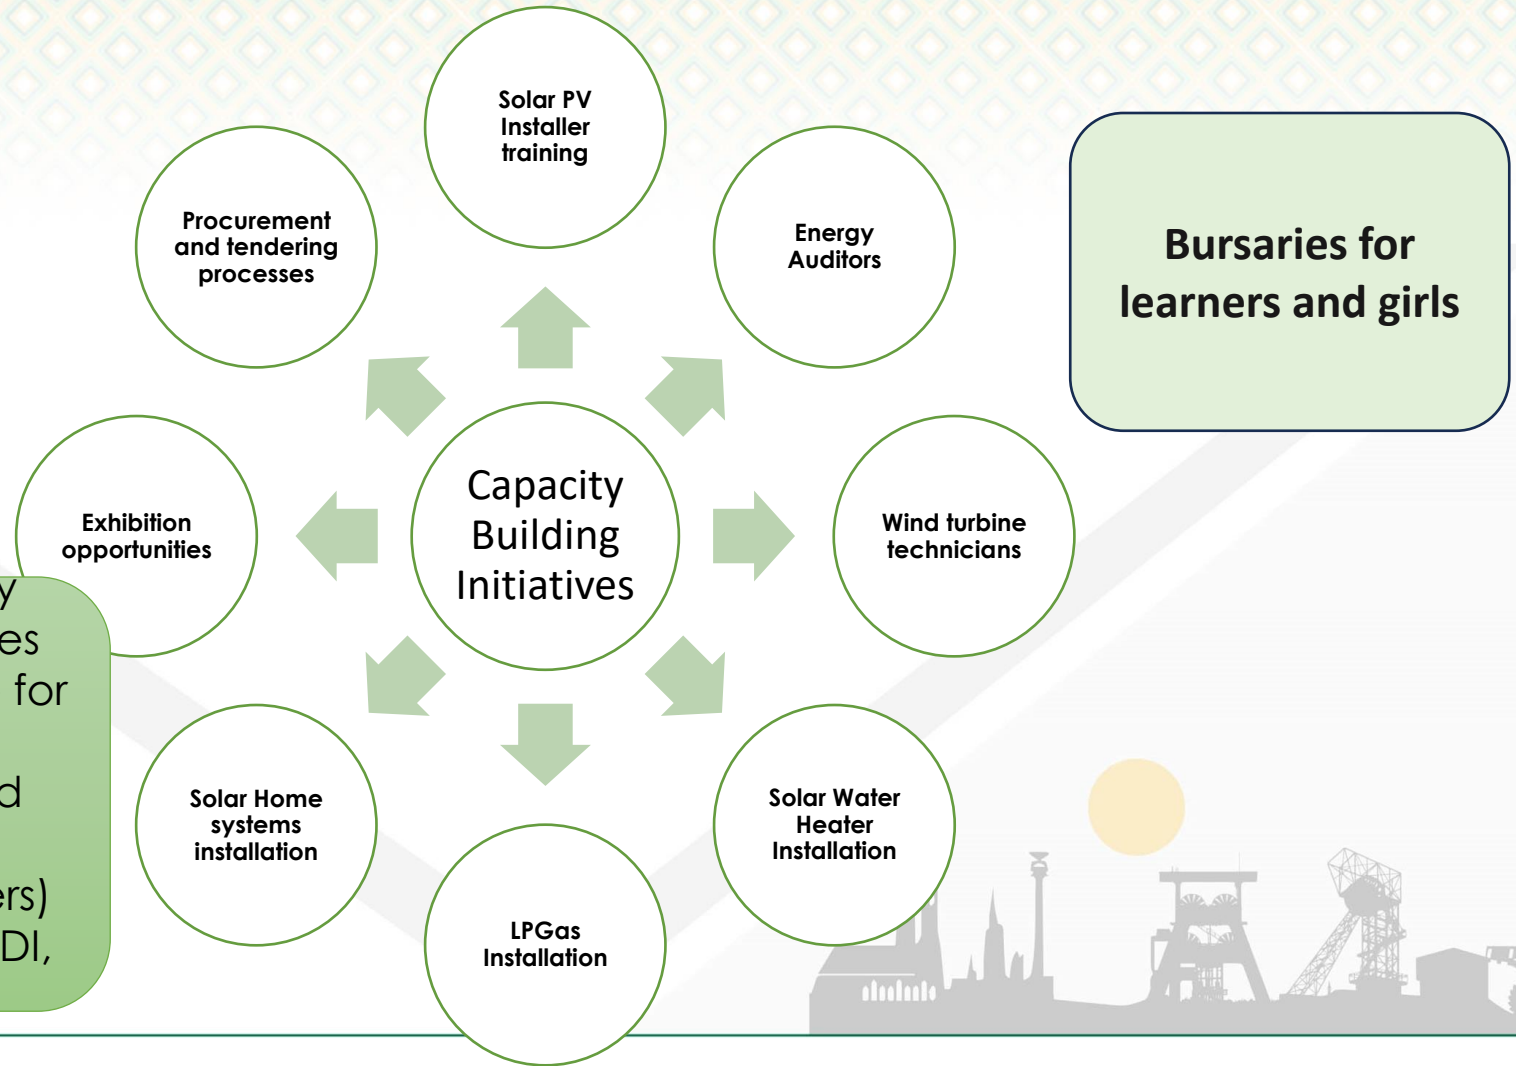 Solar PV
Installer
training
Energy
Auditors
Wind turbine
technicians
Solar Water
Heater
Installation
LPGas
Installation
Solar Home
systems
installation
Exhibition
opportunities
Procurement
and tendering
processes
Capacity
Building
Initiatives
Bursaries for
learners and girls
for